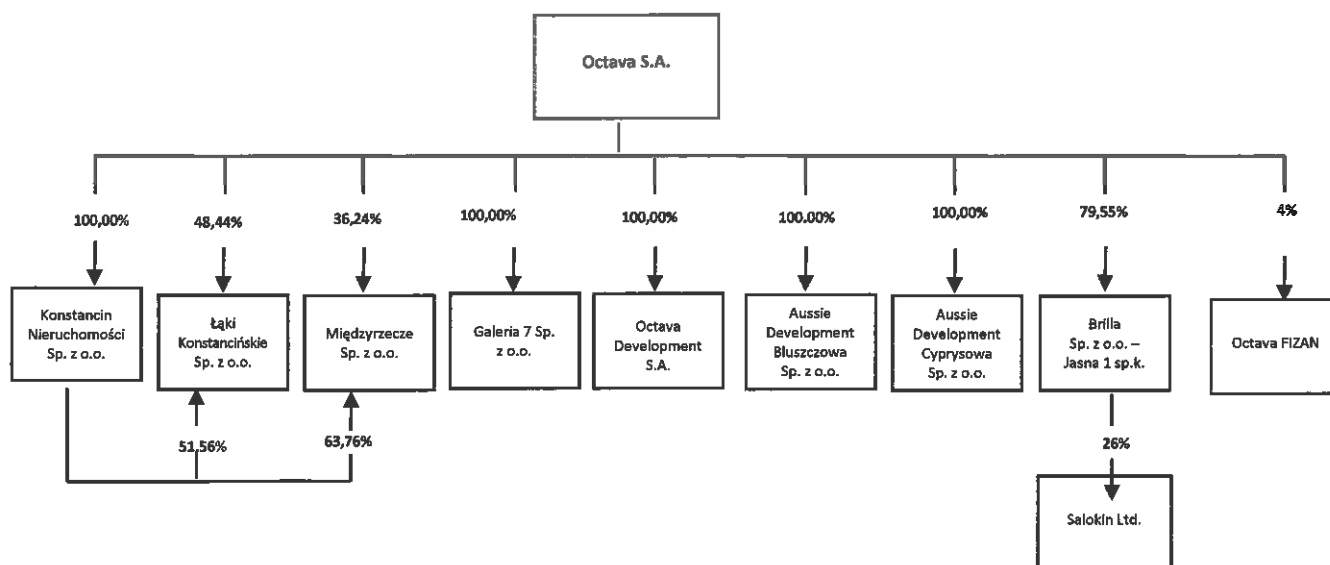 Octava S.A.
100,00%
48,44%
36,24%
100,00%
100.00%
100.00%
100,00%
79,55%
4%
Konstancin
Nieruchomości
Sp. z o.o.
Łąki
Konstancińskie
Sp. z o.o.
Międzyrzecze
Sp. z o.o.
Galeria 7 Sp.
z o.o.
Octava
Development
S.A.
Aussie
Development
Bluszczowa
Sp. z o.o.
Aussie
Development
Cyprysowa
Sp. z o.o.
Brilla
Sp. z o.o. –
Jasna 1 sp.k.
Octava FIZAN
51,56%
63,76%
26%
Salokin Ltd.